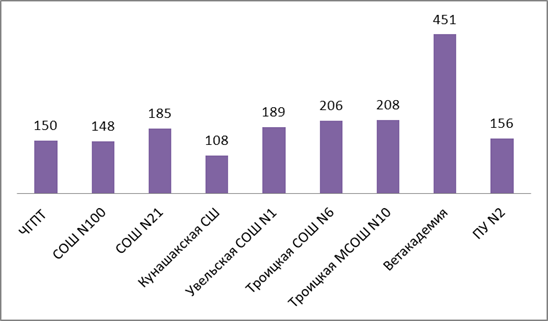 150
148
185
108
189
206
208
451
156
ЧГПТ
СОШ N100
СОШ N21
Кунашакская СШ
Увельская СОШ N1
Троицкая СОШ N6
Троицкая МСОШ N10
Ветакадемия
ПУ N2